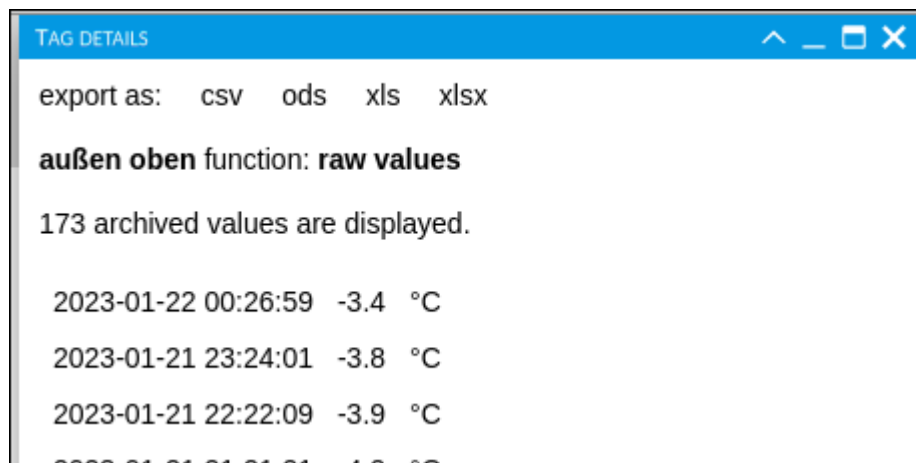 TAG DETAILS
export as: csv ods xls xlsx
außen oben function: raw values
173 archived values are displayed.
2023-01-22 00:26:59 -3.4 °C
2023-01-21 23:24:01 -3.8 °C
2023-01-21 22:22:09 -3.9 °C